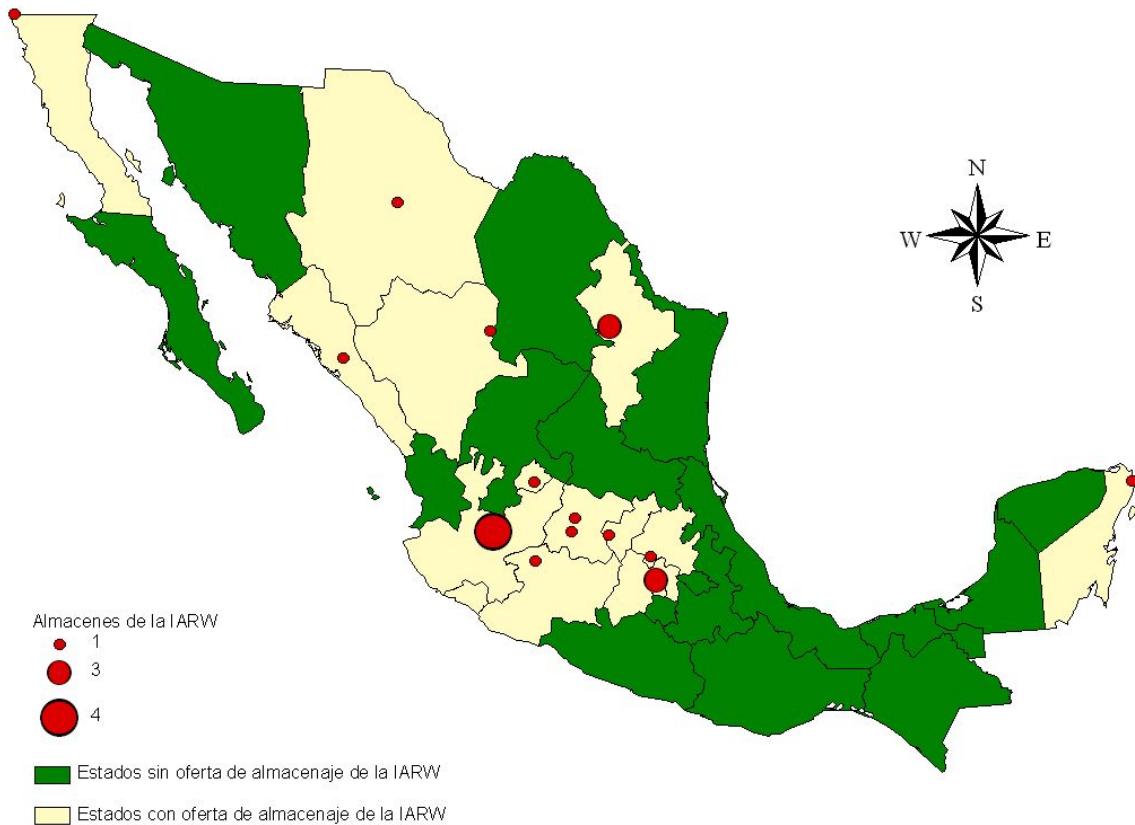 N
W E
S
Almacenes de la IARW
1
3
4
Estados sin oferta de almacenaje de la IARW
Estados con oferta de almacenaje de la IARW